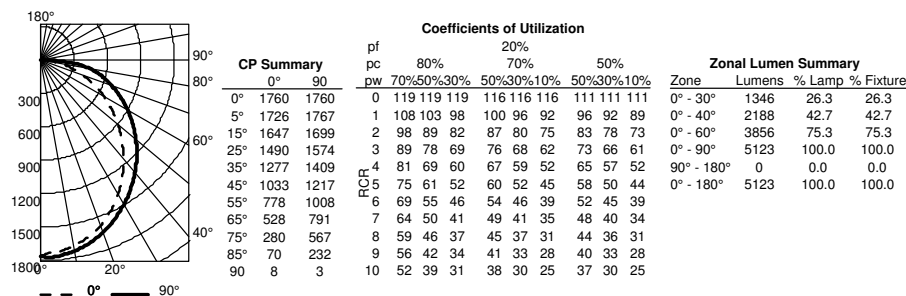 180°
90°
80°
60°
40°
20°
0°
300
600
900
1200
1500
1800
0° 90°
CP Summary
0° 90
0° 1760 1760
5° 1726 1767
15° 1647 1699
25° 1490 1574
35° 1277 1409
45° 1033 1217
55° 778 1008
65° 528 791
75° 280 567
85° 70 232
90 8 3
Coefficients of Utilization
pf 20%
pc 80% 70% 50%
pw 70%50%30% 50%30%10% 50%30%10%
RCR
0 119 119 119 116 116 116 111 111 111
1 108 103 98 100 96 92 96 92 89
2 98 89 82 87 80 75 83 78 73
3 89 78 69 76 68 62 73 66 61
4 81 69 60 67 59 52 65 57 52
5 75 61 52 60 52 45 58 50 44
6 69 55 46 54 46 39 52 45 39
7 64 50 41 49 41 35 48 40 34
8 59 46 37 45 37 31 44 36 31
9 56 42 34 41 33 28 40 33 28
10 52 39 31 38 30 25 37 30 25
Zonal Lumen Summary
Zone Lumens % Lamp % Fixture
0° - 30° 1346 26.3 26.3
0° - 40° 2188 42.7 42.7
0° - 60° 3856 75.3 75.3
0° - 90° 5123 100.0 100.0
90° - 180° 0 0.0 0.0
0° - 180° 5123 100.0 100.0